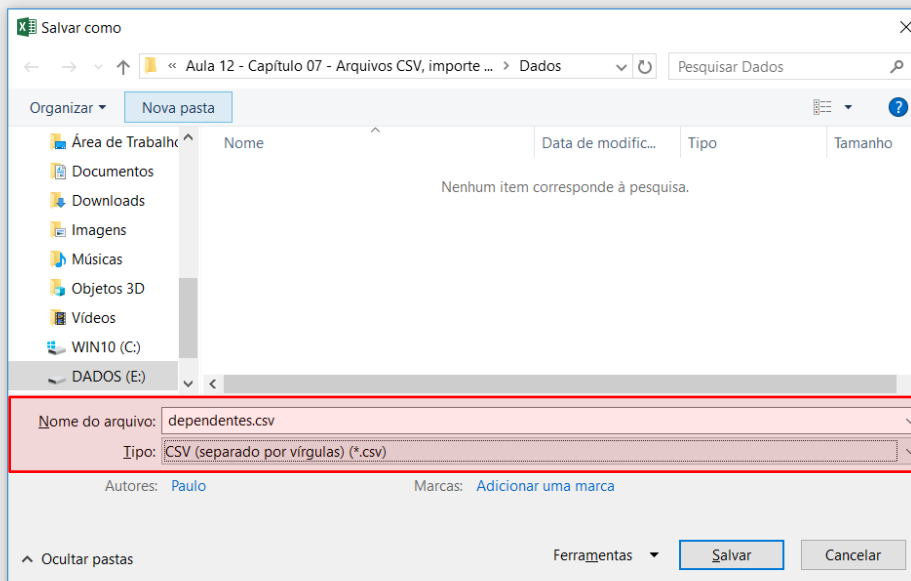 Salvar como
« Aula 12 - Capítulo 07 - Arquivos CSV, importe ... > Dados
Pesquisar Dados
Organizar
Nova pasta
?
Nome
Data de modific...
Tipo
Tamanho
Nenhum item corresponde à pesquisa.
Área de Trabalho
Documentos
Downloads
Imagens
Músicas
Objetos 3D
Vídeos
WIN10 (C:)
DADOS (E:)
Nome do arquivo: dependentes.csv
Tipo: CSV (separado por vírgulas) (*.csv)
Autores: Paulo
Marcas: Adicionar uma marca
Ocultar pastas
Ferramentas
Salvar
Cancelar